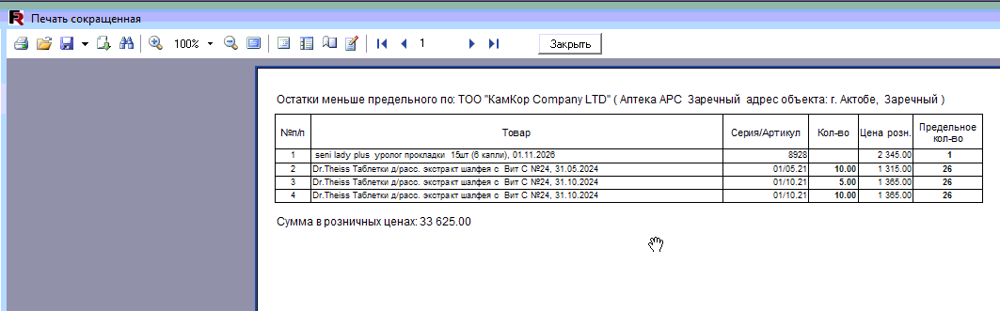 Печать сокращенная
100% 1 Закрыть
Остатки меньше предельного по: ТОО "КамКор Company LTD" ( Аптека АРС Заречный адрес объекта: г. Актобе, Заречный )
№п/п Товар Серия/Артикул Кол-во Цена розн. Предельное кол-во
1 seni lady plus уролог прокладки 15шт (6 капли), 01.11.2026 8928 2 345.00 1
2 Dr.Theiss Таблетки д/расс. экстракт шалфея с Вит С №24, 31.05.2024 01/05.21 10.00 1 315.00 26
3 Dr.Theiss Таблетки д/расс. экстракт шалфея с Вит С №24, 31.10.2024 01/10.21 5.00 1 365.00 26
4 Dr.Theiss Таблетки д/расс. экстракт шалфея с Вит С №24, 31.10.2024 01/10.21 10.00 1 365.00 26
Сумма в розничных ценах: 33 625.00